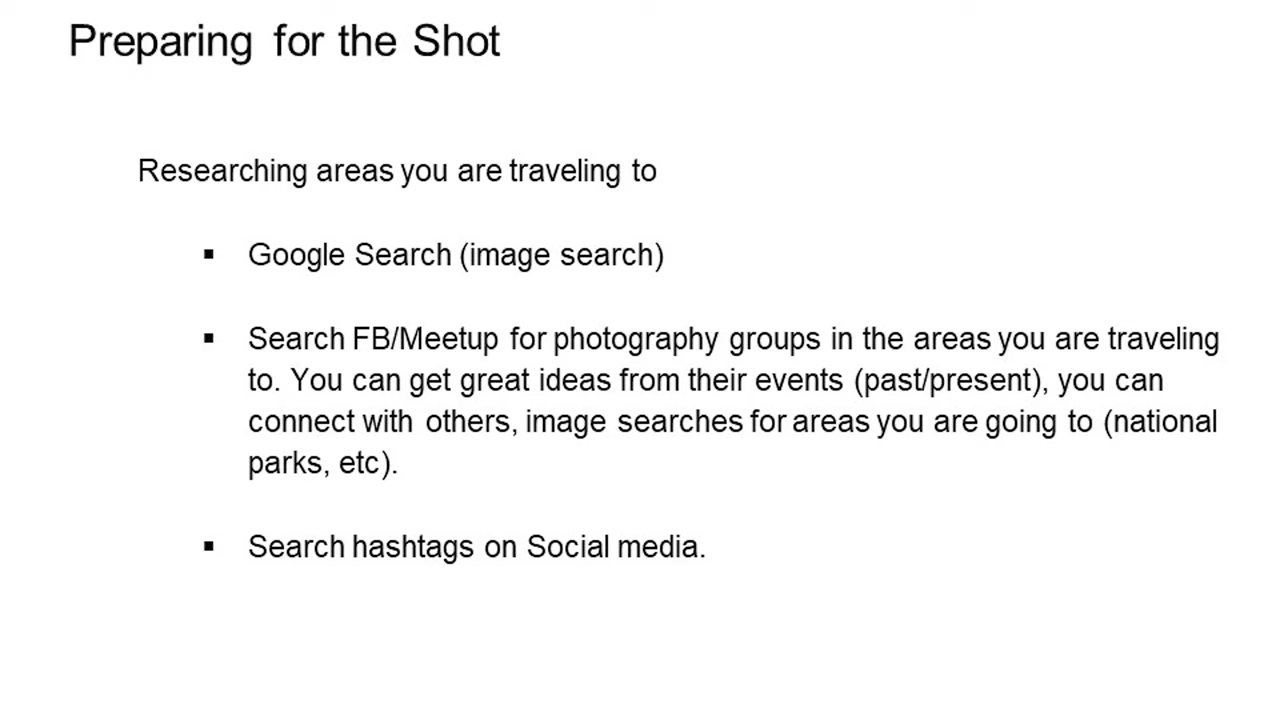 Preparing for the Shot
Researching areas you are traveling to
▪ Google Search (image search)
▪ Search FB/Meetup for photography groups in the areas you are traveling
to. You can get great ideas from their events (past/present), you can
connect with others, image searches for areas you are going to (national
parks, etc).
▪ Search hashtags on Social media.